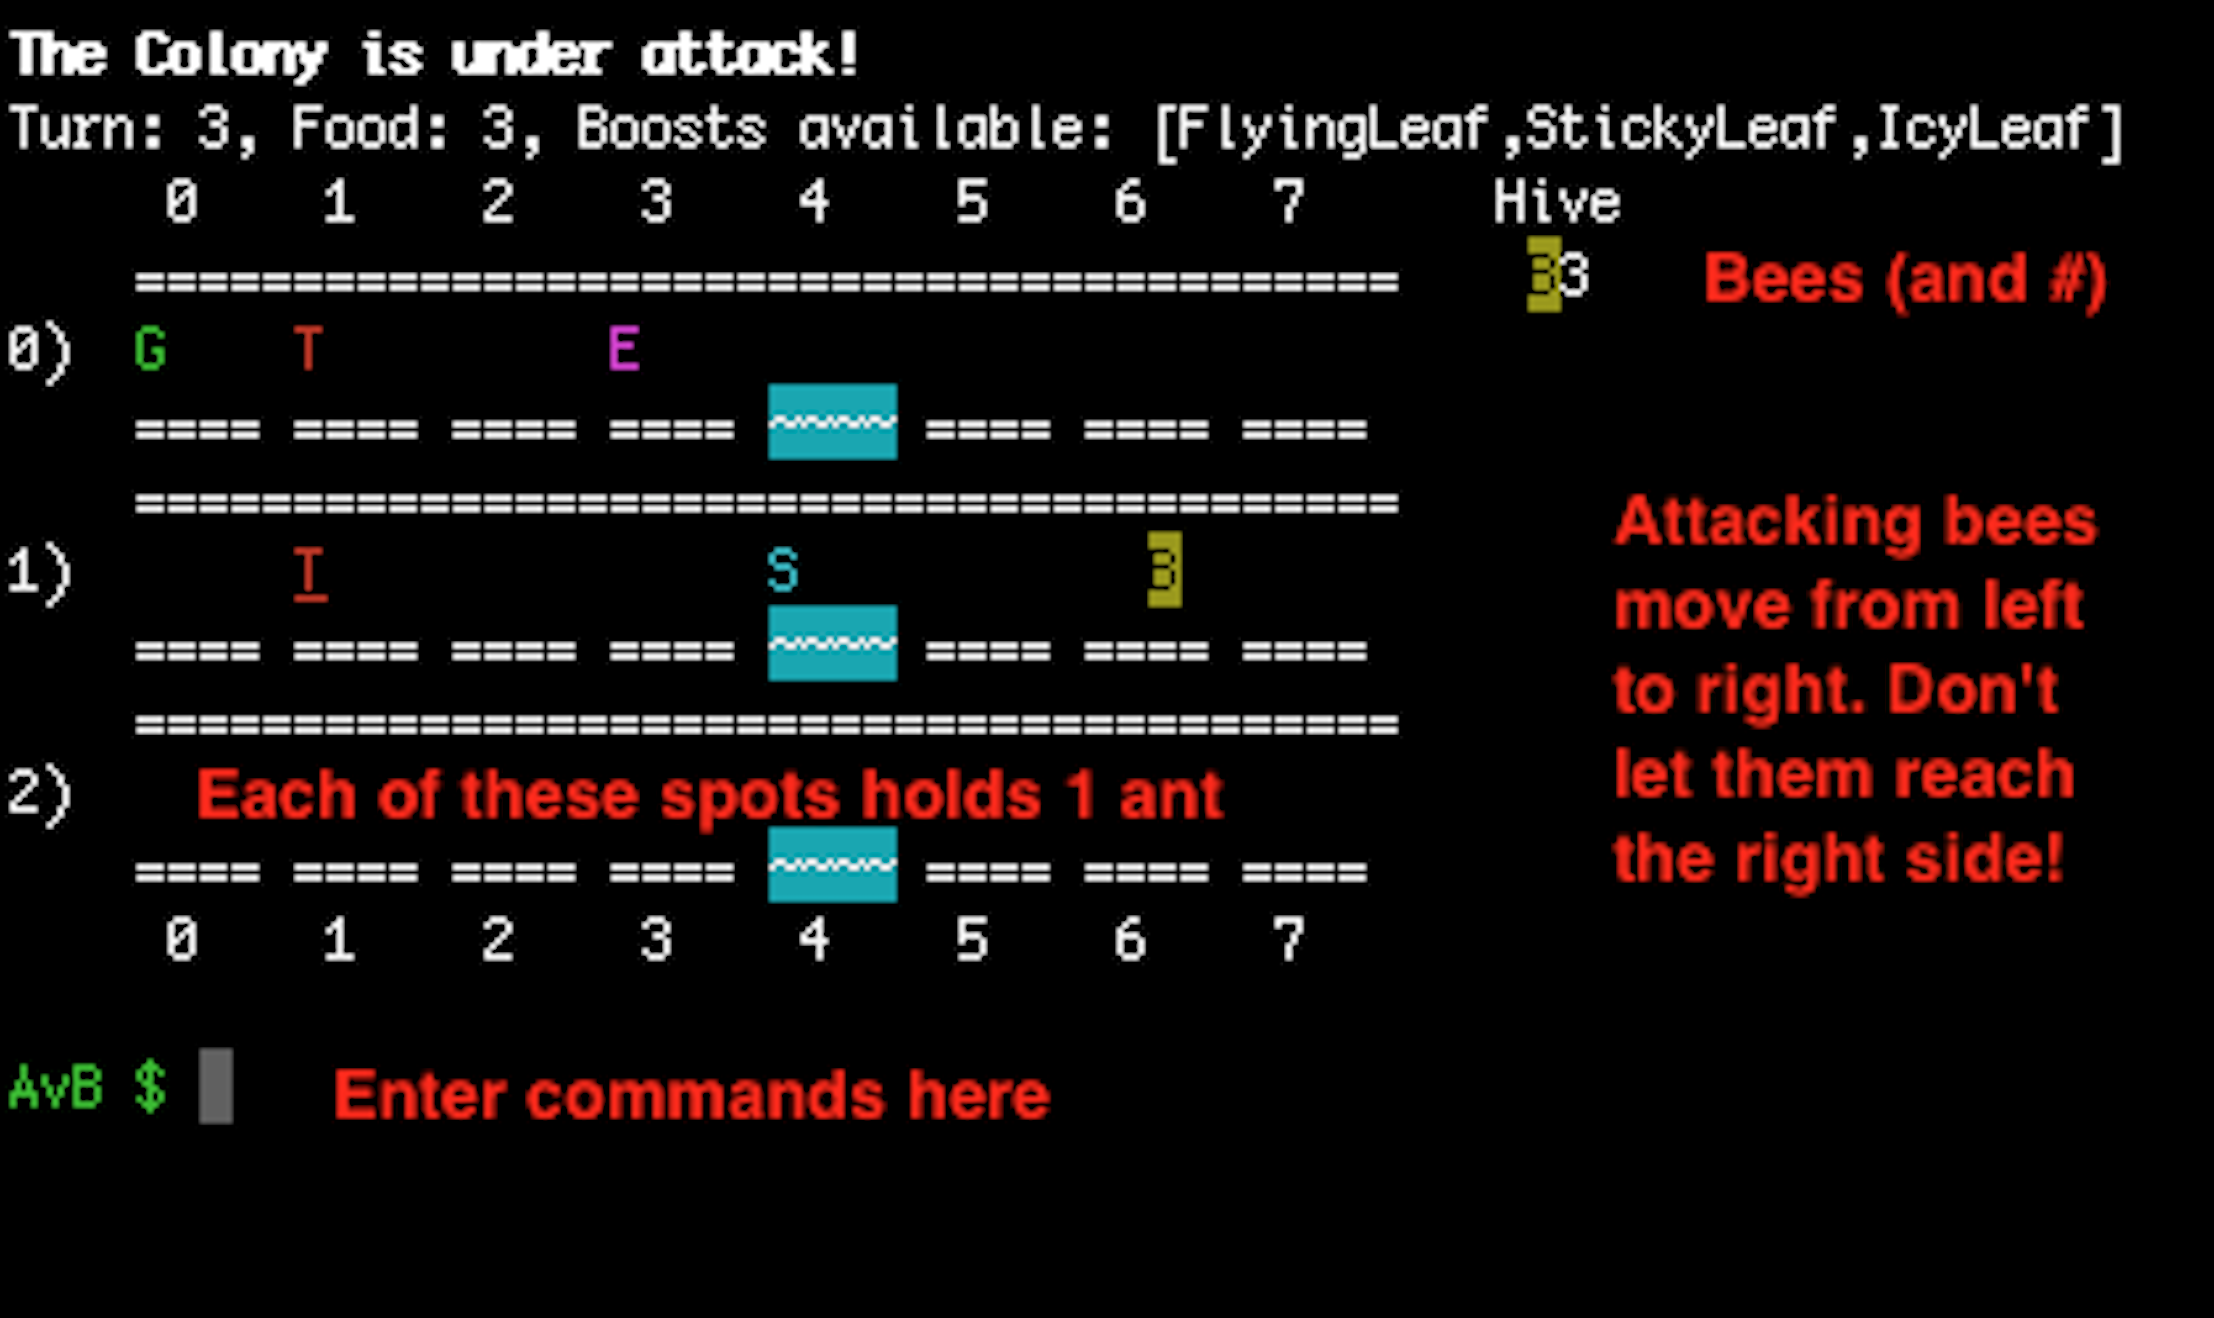 The Colony is under attack!
Turn: 3, Food: 3, Boosts available: [FlyingLeaf,StickyLeaf,IcyLeaf]
0 1 2 3 4 5 6 7 Hive
======================================== 33 Bees (and #)
0) G T E
==== ==== ==== ==== ~~~~ ==== ==== ====
========================================
1) T S 3
==== ==== ==== ==== ~~~~ ==== ==== ====
========================================
2) Each of these spots holds 1 ant
==== ==== ==== ==== ~~~~ ==== ==== ====
0 1 2 3 4 5 6 7
Attacking bees
move from left
to right. Don't
let them reach
the right side!
AvB $ Enter commands here